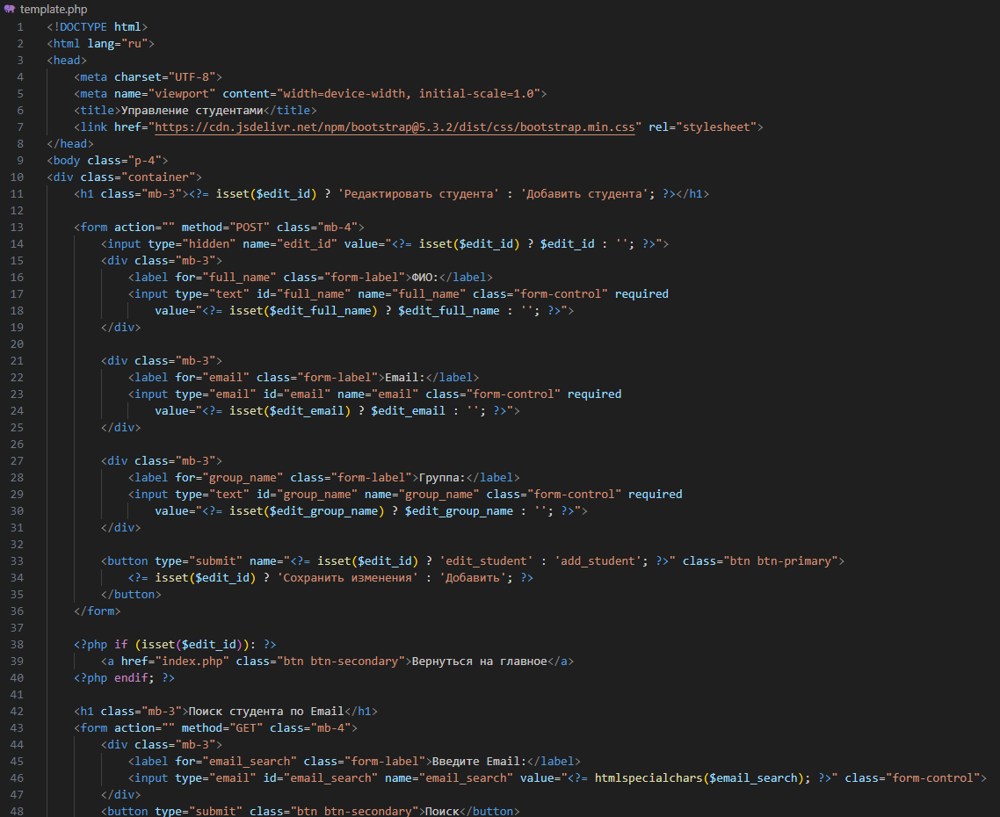 template.php
1 <!DOCTYPE html>
2 <html lang="ru">
3 <head>
4 <meta charset="UTF-8">
5 <meta name="viewport" content="width=device-width, initial-scale=1.0">
6 <title>Управление студентами</title>
7 <link href="https://cdn.jsdelivr.net/npm/bootstrap@5.3.2/dist/css/bootstrap.min.css" rel="stylesheet">
8 </head>
9 <body class="p-4">
10 <div class="container">
11 <h1 class="mb-3"><?= isset($edit_id) ? 'Редактировать студента' : 'Добавить студента'; ?></h1>
12
13 <form action="" method="POST" class="mb-4">
14 <input type="hidden" name="edit_id" value="<?= isset($edit_id) ? $edit_id : ''; ?>">
15 <div class="mb-3">
16 <label for="full_name" class="form-label">ФИО:</label>
17 <input type="text" id="full_name" name="full_name" class="form-control" required
18 value="<?= isset($edit_full_name) ? $edit_full_name : ''; ?>">
19 </div>
20
21 <div class="mb-3">
22 <label for="email" class="form-label">Email:</label>
23 <input type="email" id="email" name="email" class="form-control" required
24 value="<?= isset($edit_email) ? $edit_email : ''; ?>">
25 </div>
26
27 <div class="mb-3">
28 <label for="group_name" class="form-label">Группа:</label>
29 <input type="text" id="group_name" name="group_name" class="form-control" required
30 value="<?= isset($edit_group_name) ? $edit_group_name : ''; ?>">
31 </div>
32
33 <button type="submit" name="<?= isset($edit_id) ? 'edit_student' : 'add_student'; ?>" class="btn btn-primary">
34 <?= isset($edit_id) ? 'Сохранить изменения' : 'Добавить'; ?>
35 </button>
36 </form>
37
38 <?php if (isset($edit_id)): ?>
39 <a href="index.php" class="btn btn-secondary">Вернуться на главное</a>
40 <?php endif; ?>
41
42 <h1 class="mb-3">Поиск студента по Email</h1>
43 <form action="" method="GET" class="mb-4">
44 <div class="mb-3">
45 <label for="email_search" class="form-label">Введите Email:</label>
46 <input type="email" id="email_search" name="email_search" value="<?= htmlspecialchars($email_search); ?>" class="form-control">
47 </div>
48 <button type="submit" class="btn btn-secondary">Поиск</button>